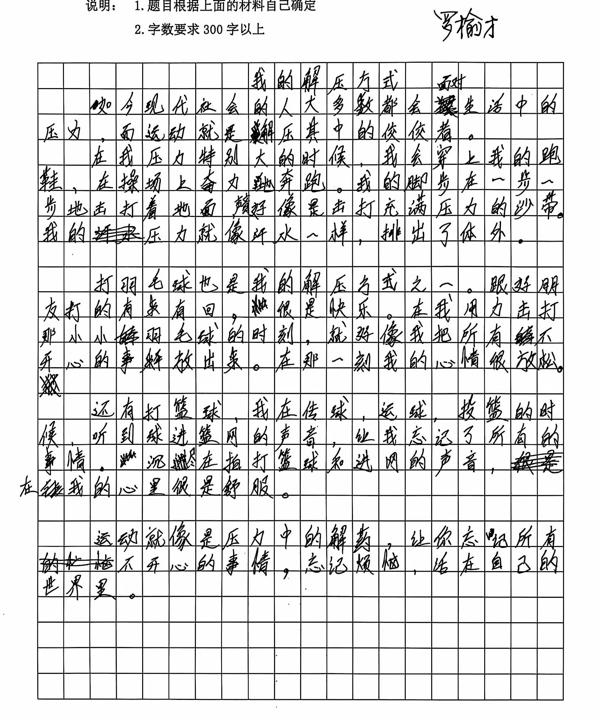 说明： 1.题目根据上面的材料自己确定
2.字数要求 300 字以上
罗榆才
我的解压方式
如今现代社会的人大多数都会面对生活中的
压力，而运动就是解压其中的佼佼者。
在我压力特别大的时候，我会穿上我的跑
鞋，在操场上奋力奔跑。我的脚步在一步一
步地击打着地面好像是击打充满压力的沙带。
我的压力就像汗水一样，排出了体外。
打羽毛球也是我的解压方式之一。跟好朋
友打的有来有回，很是快乐。在我用力击打
那小小羽毛球的时刻，就好像我把所有不
开心的事释放出来。在那一刻我的心情很放松。
还有打篮球，我在传球，运球，投篮的时
候，听到球进篮网的声音，让我忘记了所有的
事情。沉 在拍打篮球和进网的声音，
在我的心里很是舒服。
运动就像是压力中的解药，让你忘记所有
不开心的事情，忘记烦恼，活在自己的
世界里。